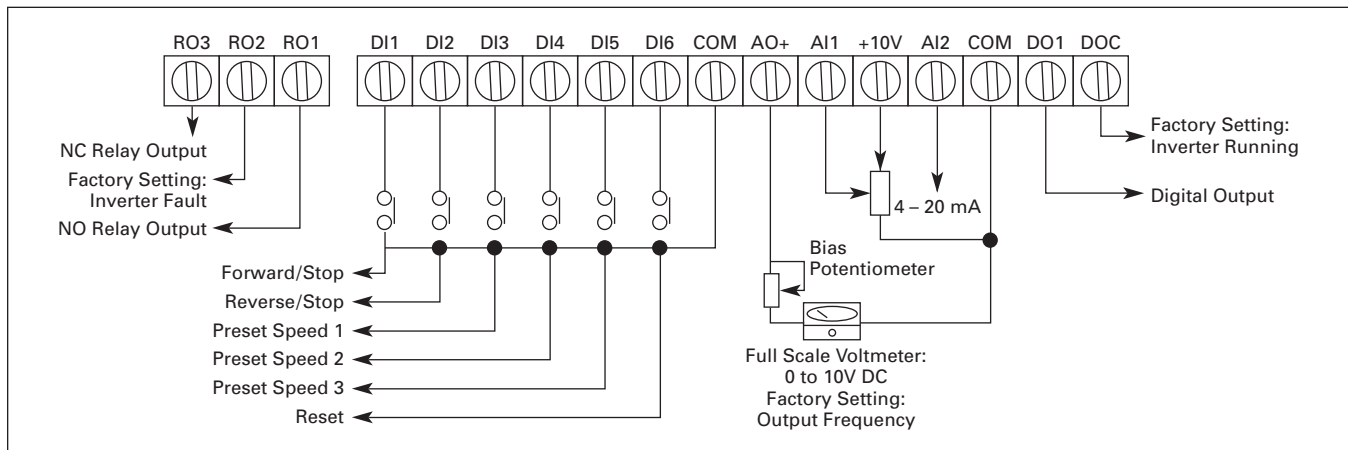 RO3 RO2 RO1 DI1 DI2 DI3 DI4 DI5 DI6 COM AO+ AI1 +10V AI2 COM DO1 DOC
NC Relay Output
Factory Setting:
Inverter Fault
NO Relay Output
Forward/Stop
Reverse/Stop
Preset Speed 1
Preset Speed 2
Preset Speed 3
Reset
4 – 20 mA
Bias
Potentiometer
Full Scale Voltmeter:
0 to 10V DC
Factory Setting:
Output Frequency
Factory Setting:
Inverter Running
Digital Output